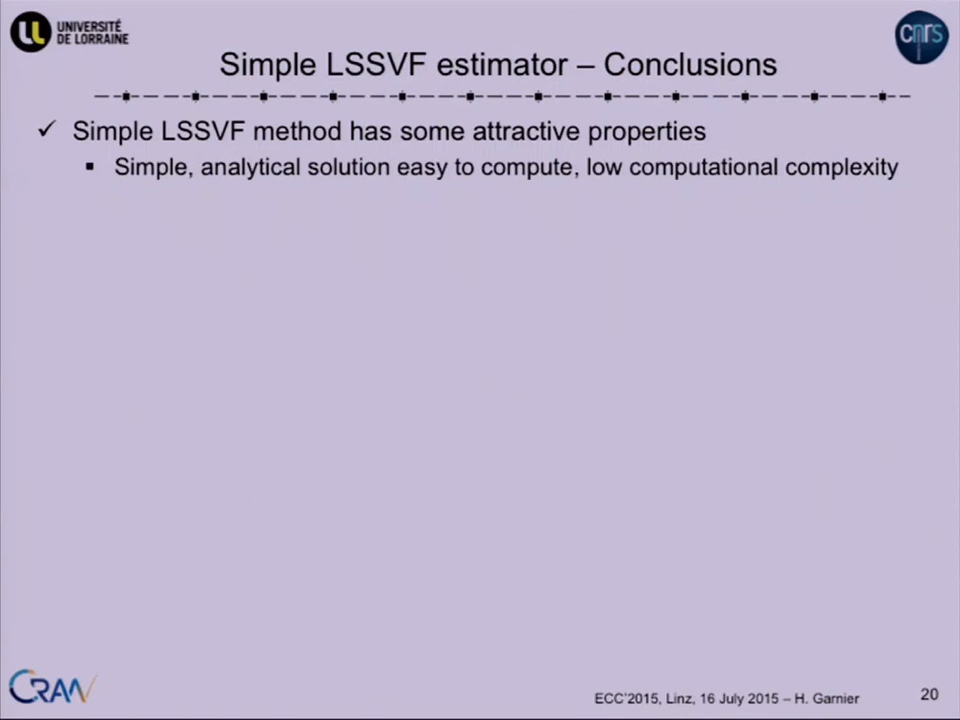 UNIVERSITÉ
DE LORRAINE
cnrs
Simple LSSVF estimator – Conclusions
✓ Simple LSSVF method has some attractive properties
▪ Simple, analytical solution easy to compute, low computational complexity
CRAN
ECC'2015, Linz, 16 July 2015 – H. Garnier
20